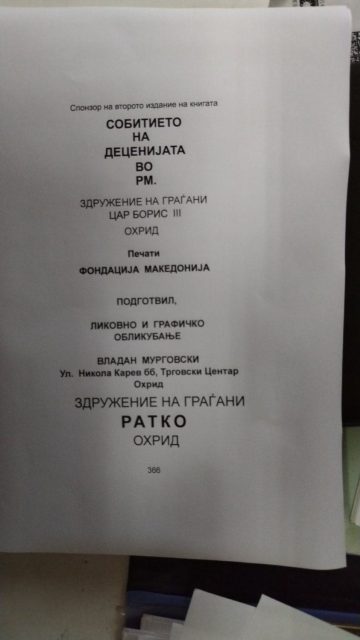 Спонзор на второто издание на книгата
СОБИТИЕТО
НА
ДЕЦЕНИЈАТА
ВО
РМ.
ЗДРУЖЕНИЕ НА ГРАЃАНИ
ЦАР БОРИС III
ОХРИД
Печати
ФОНДАЦИЈА МАКЕДОНИЈА
ПОДГОТВИЛ,
ЛИКОВНО И ГРАФИЧКО
ОБЛИКУВАЊЕ
ВЛАДАН МУРГОВСКИ
Ул. Никола Карев бб, Трговски Центар
Охрид
ЗДРУЖЕНИЕ НА ГРАЃАНИ
РАТКО
ОХРИД
366